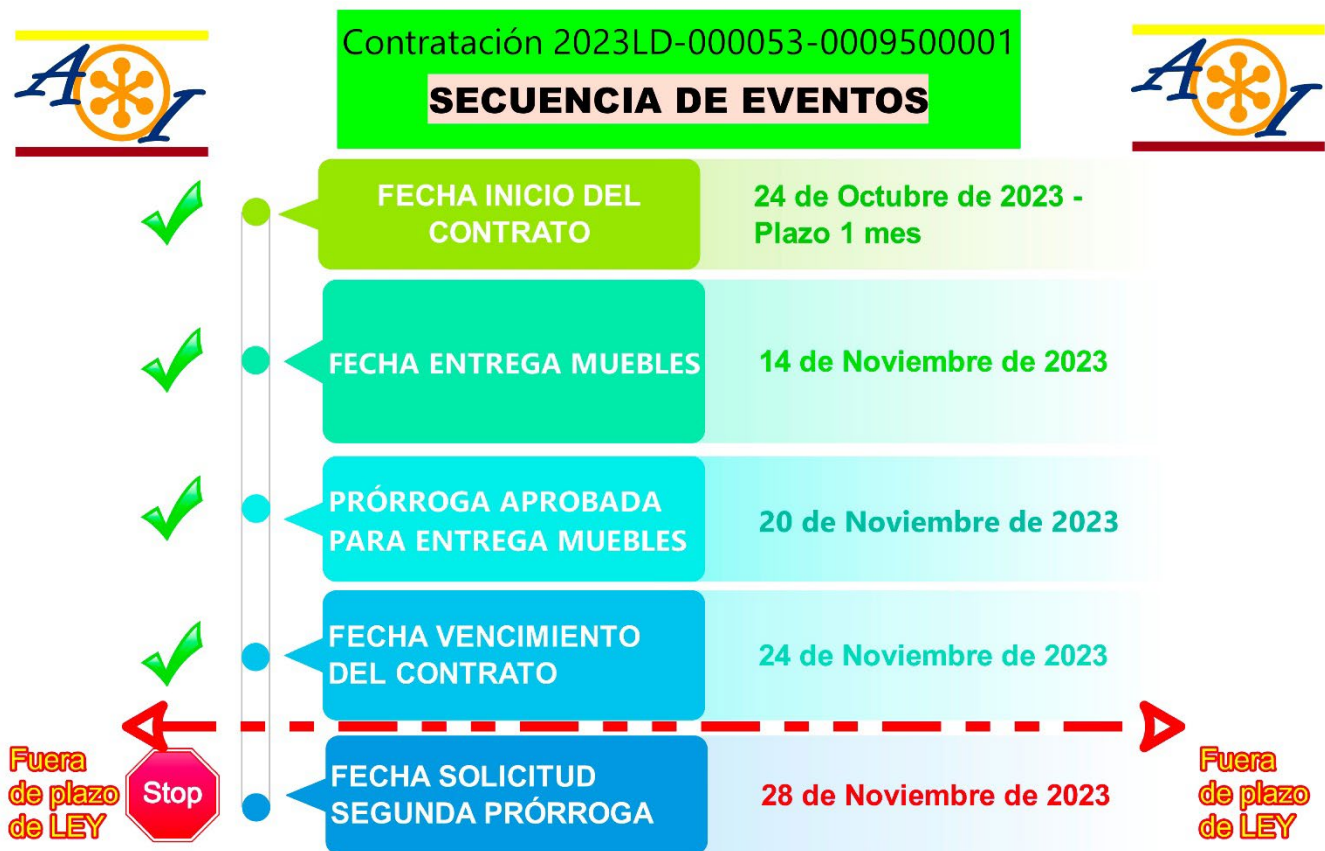 AI
Contratación 2023LD-000053-0009500001
SECUENCIA DE EVENTOS
AI
FECHA INICIO DEL
CONTRATO
24 de Octubre de 2023 -
Plazo 1 mes
FECHA ENTREGA MUEBLES
14 de Noviembre de 2023
PRÓRROGA APROBADA
PARA ENTREGA MUEBLES
20 de Noviembre de 2023
FECHA VENCIMIENTO
DEL CONTRATO
24 de Noviembre de 2023
Fuera
de plazo
de LEY
Stop
FECHA SOLICITUD
SEGUNDA PRÓRROGA
28 de Noviembre de 2023
Fuera
de plazo
de LEY